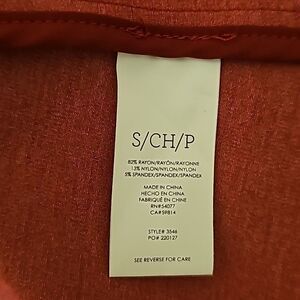 S/CH/P
82% RAYON/RAYÓN/RAYONNE
13% NYLON/NYLON/NYLON
5% SPANDEX/SPANDEX/SPANDEX
MADE IN CHINA
HECHO EN CHINA
FABRIQUÉ EN CHINE
RN#54077
CA#59814
STYLE# 3546
PO# 220127
SEE REVERSE FOR CARE